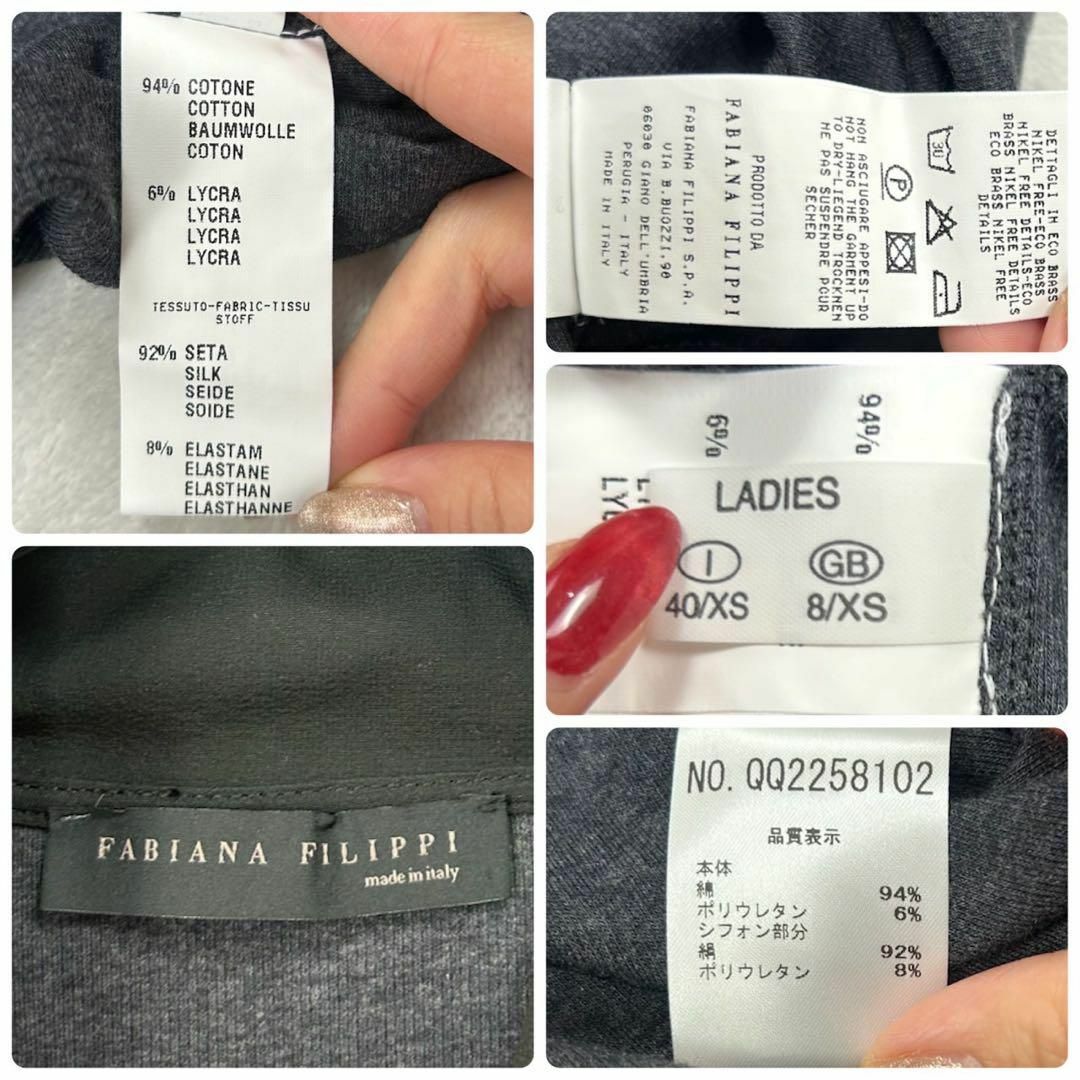 94% COTONE
COTTON
BAUMWOLLE
COTON
6% LYCRA
LYCRA
LYCRA
LYCRA
TESSUTO-FABRIC-TISSU
STOFF
92% SETA
SILK
SEIDE
SOIDE
8% ELASTAM
ELASTANE
ELASTHAN
ELASTHANNE
DETTAGLI IN ECO BRASS
NIKEL FREE-ECO BRASS
NIKEL FREE DETAILS-ECO
BRASS NIKEL FREE DETAILS
ECO BRASS NIKEL FREE
DETAILS
30
P
NON ASCIUGARE APPESI-DO
NOT HANG THE GARMENT UP
TO DRY-LIEGEND TROCKNEN
NE PAS SUSPENDRE POUR
SECHER
PRODOTTO DA
FABIANA FILIPPI
FABIANA FILIPPI S.P.A.
VIA B.BUOZZI,90
06030 GIANO DELL'UMBRIA
PERUGIA - ITALY
MADE IN ITALY
94%
6%
LADIES
I GB
40/XS 8/XS
FABIANA FILIPPI
made in italy
NO. QQ2258102
品質表示
本体
綿 94%
ポリウレタン 6%
シフォン部分
絹 92%
ポリウレタン 8%